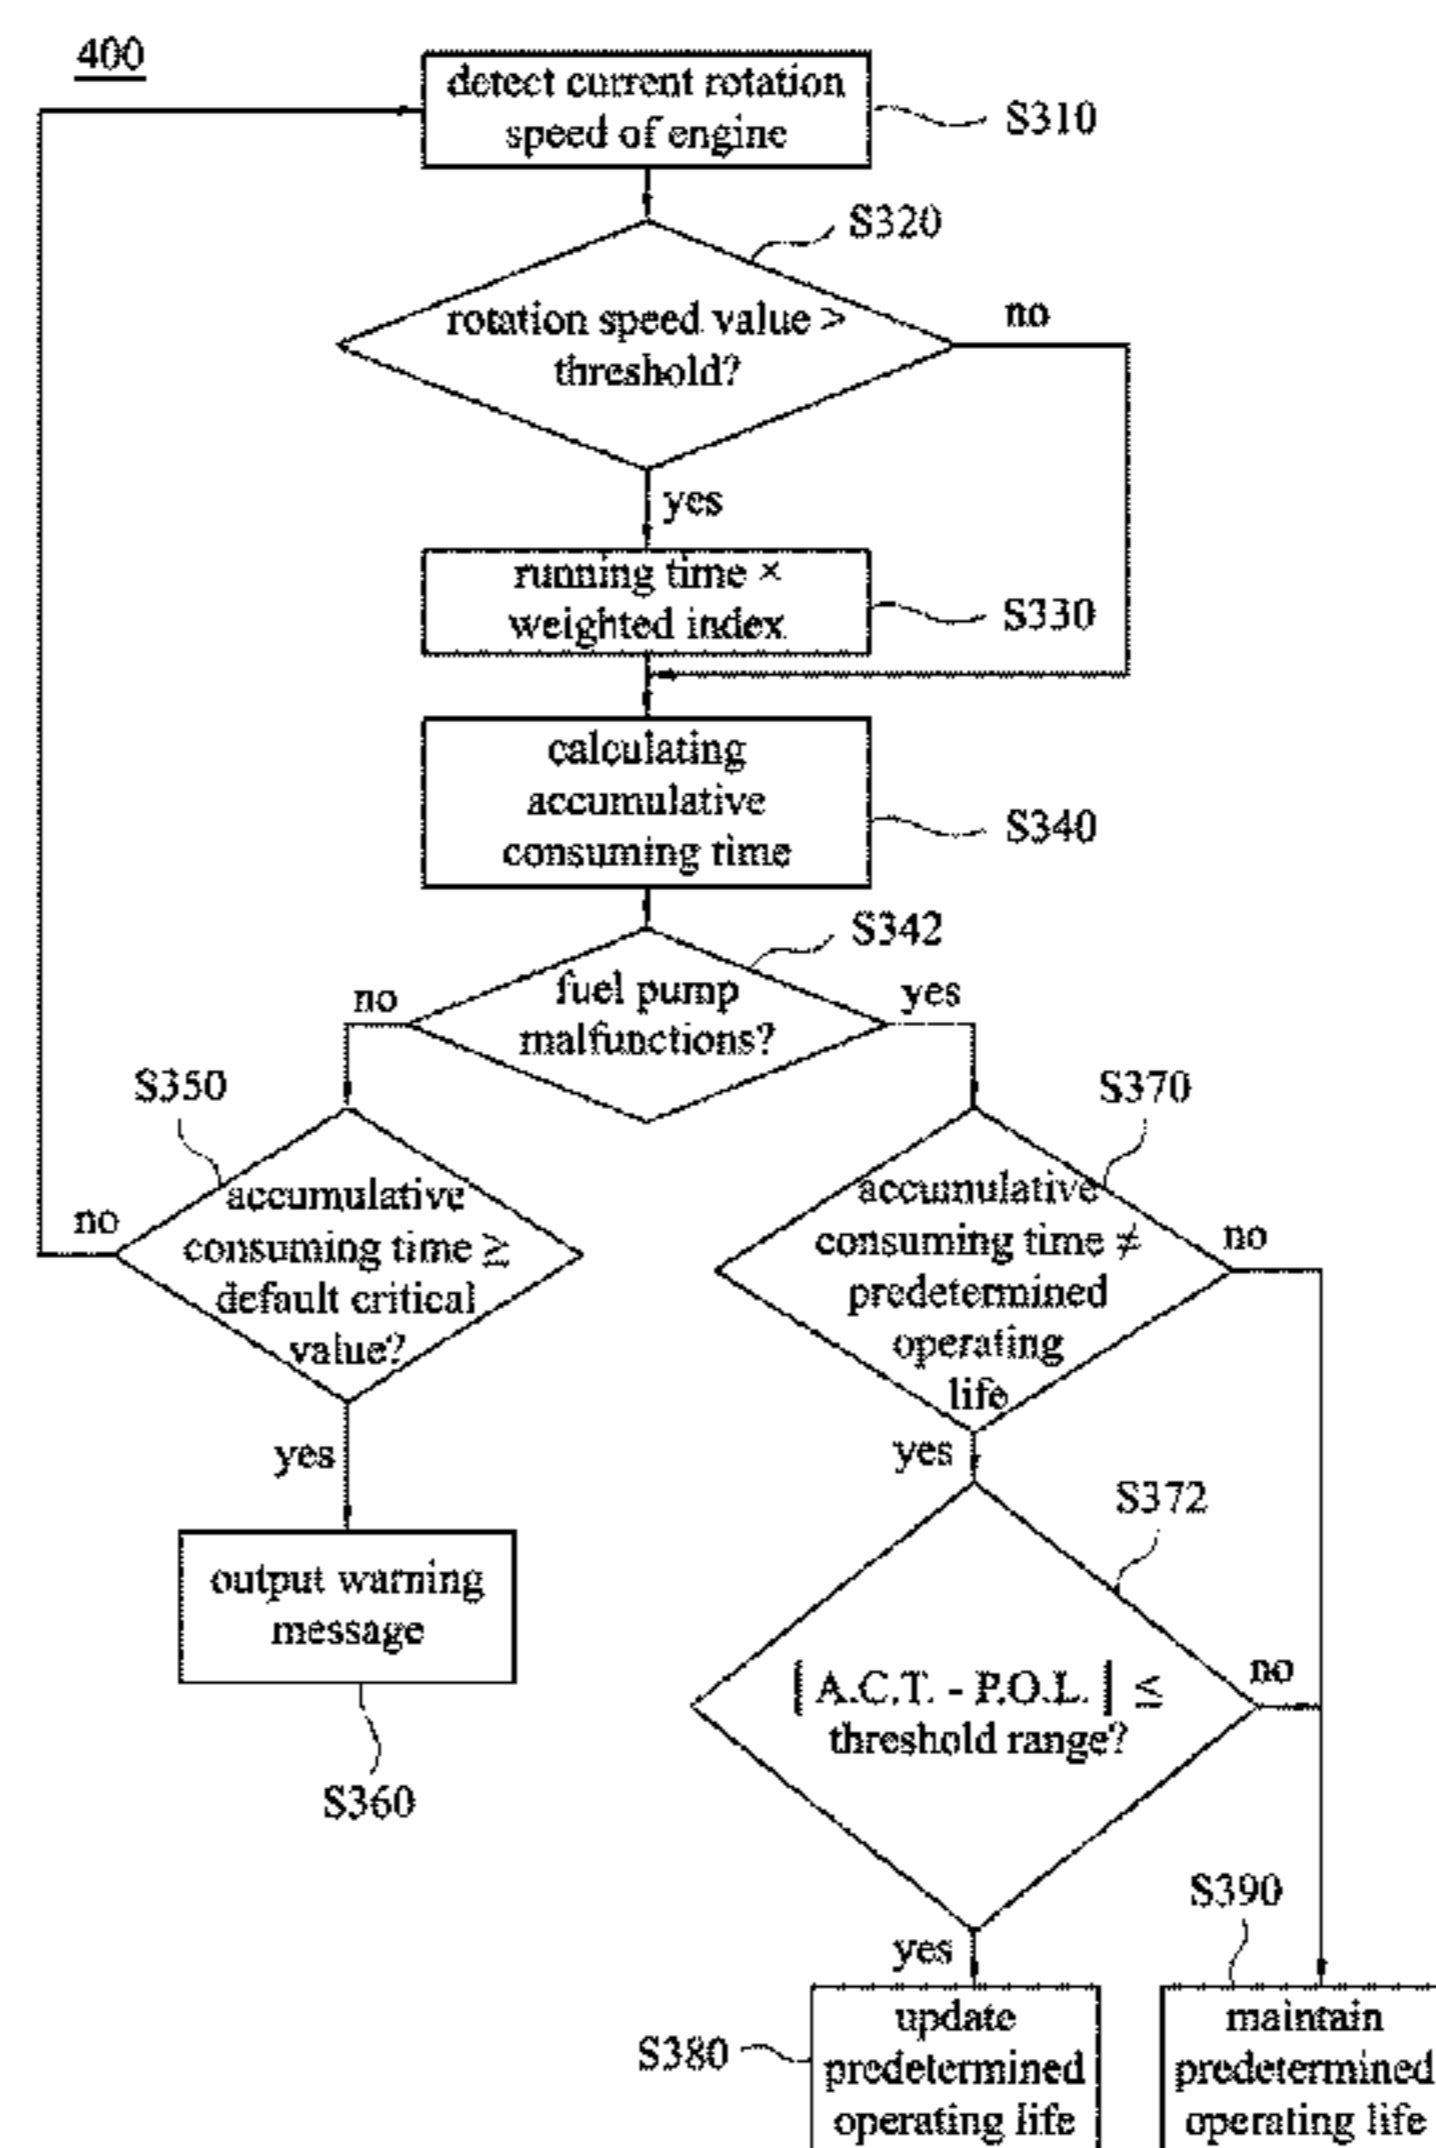 400
detect current rotation
speed of engine
S310
S320
rotation speed value >
threshold?
no
yes
running time ×
weighted index
S330
calculating
accumulative
consuming time
S340
S342
fuel pump
malfunctions?
no
yes
S350
accumulative
consuming time ≥
default critical
value?
no
yes
output warning
message
S360
S370
accumulative
consuming time ≠
predetermined
operating
life
no
yes
S372
| A.C.T. - P.O.L. | ≤
threshold range?
no
yes
S380
update
predetermined
operating life
S390
maintain
predetermined
operating life